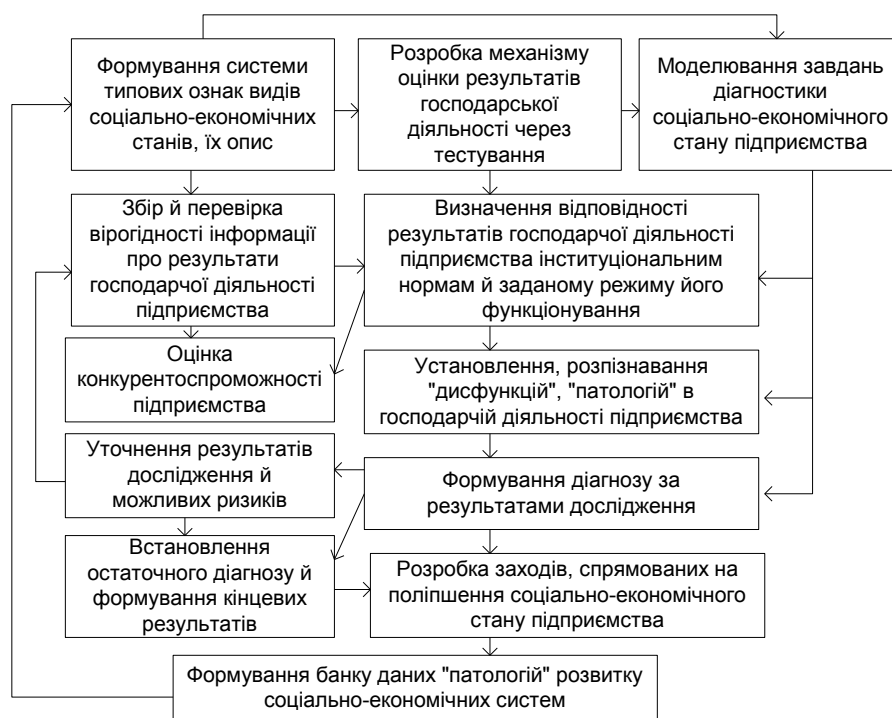 Формування системи
типових ознак видів
соціально-економічних
станів, їх опис
Розробка механізму
оцінки результатів
господарської
діяльності через
тестування
Моделювання завдань
діагностики
соціально-економічного
стану підприємства
Збір й перевірка
вірогідності інформації
про результати
господарчої діяльності
підприємства
Визначення відповідності
результатів господарчої діяльності
підприємства інституціональним
нормам й заданому режиму його
функціонування
Оцінка
конкурентоспроможності
підприємства
Установлення, розпізнавання
"дисфункцій", "патологій" в
господарчій діяльності підприємства
Уточнення результатів
дослідження й
можливих ризиків
Формування діагнозу за
результатами дослідження
Встановлення
остаточного діагнозу й
формування кінцевих
результатів
Розробка заходів, спрямованих на
поліпшення соціально-економічного
стану підприємства
Формування банку даних "патологій" розвитку
соціально-економічних систем